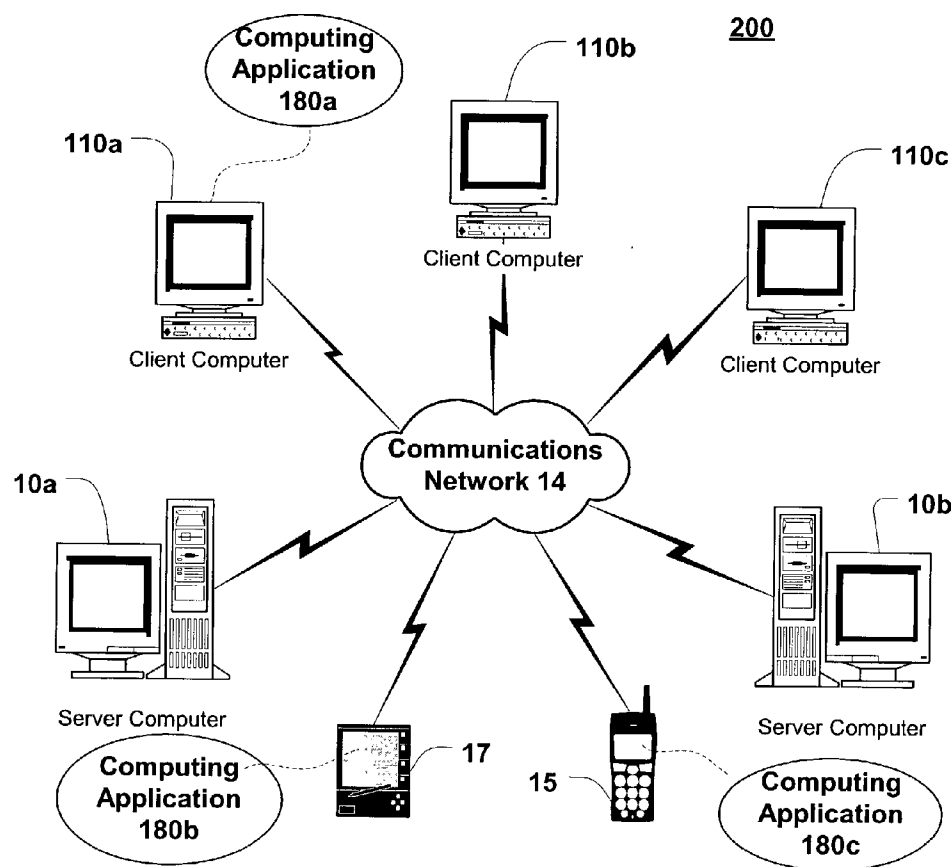 200
Computing
Application
180a
110b
110a
110c
Client Computer
Client Computer
Client Computer
Communications
Network 14
10a
10b
Server Computer
Server Computer
17
15
Computing
Application
180b
Computing
Application
180c